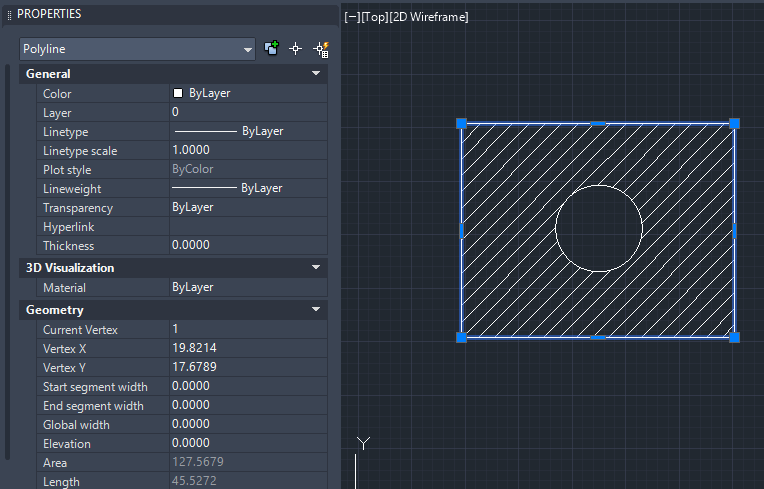 PROPERTIES
[−][Top][2D Wireframe]
Polyline
General
Color ByLayer
Layer 0
Linetype ByLayer
Linetype scale 1.0000
Plot style ByColor
Lineweight ByLayer
Transparency ByLayer
Hyperlink
Thickness 0.0000
3D Visualization
Material ByLayer
Geometry
Current Vertex 1
Vertex X 19.8214
Vertex Y 17.6789
Start segment width 0.0000
End segment width 0.0000
Global width 0.0000
Elevation 0.0000
Y
Area 127.5679
Length 45.5272